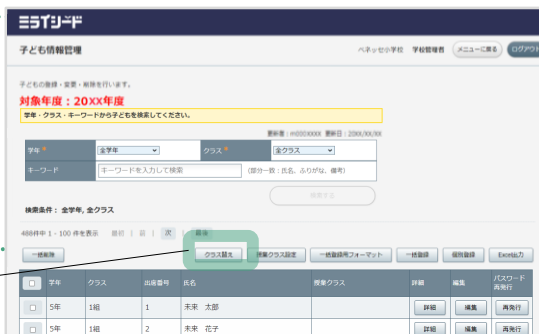 ミライシード
子ども情報管理 ベネッセ小学校 学校管理者 メニューに戻る ログアウト
子どもの登録・変更・削除を行います。
対象年度：20XX年度
学年・クラス・キーワードから子どもを検索してください。
更新者：m000XXXX 更新日：20XX/XX/XX
学年* 全学年 クラス* 全クラス
キーワード キーワードを入力して検索 (部分一致：氏名、ふりがな、備考)
検索する
検索条件： 全学年, 全クラス
488件中 1 - 100 件を表示 最初 | 前 | 次 | 最後
一括削除 クラス替え 授業クラス設定 一括登録用フォーマット 一括登録 個別登録 Excel出力
学年 クラス 出席番号 氏名 授業クラス 詳細 編集 パスワード再発行
5年 1組 1 未来 太郎 詳細 編集 再発行
5年 1組 2 未来 花子 詳細 編集 再発行